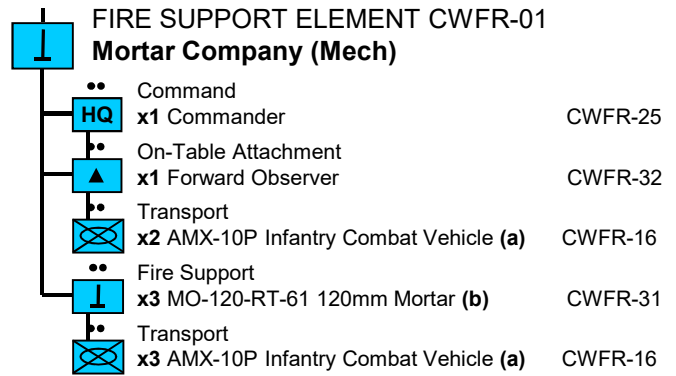 FIRE SUPPORT ELEMENT CWFR-01
Mortar Company (Mech)
Command
HQ x1 Commander CWFR-25
On-Table Attachment
x1 Forward Observer CWFR-32
Transport
x2 AMX-10P Infantry Combat Vehicle (a) CWFR-16
Fire Support
x3 MO-120-RT-61 120mm Mortar (b) CWFR-31
Transport
x3 AMX-10P Infantry Combat Vehicle (a) CWFR-16